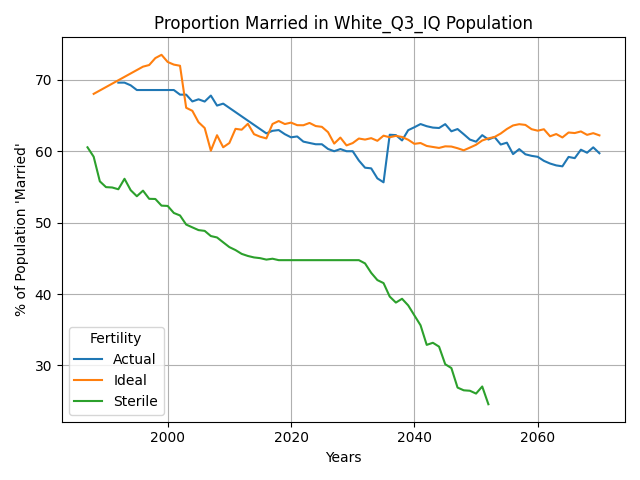 Proportion Married in White_Q3_IQ Population
% of Population 'Married'
70
60
50
40
30
Fertility
Actual
Ideal
Sterile
2000
2020
2040
2060
Years